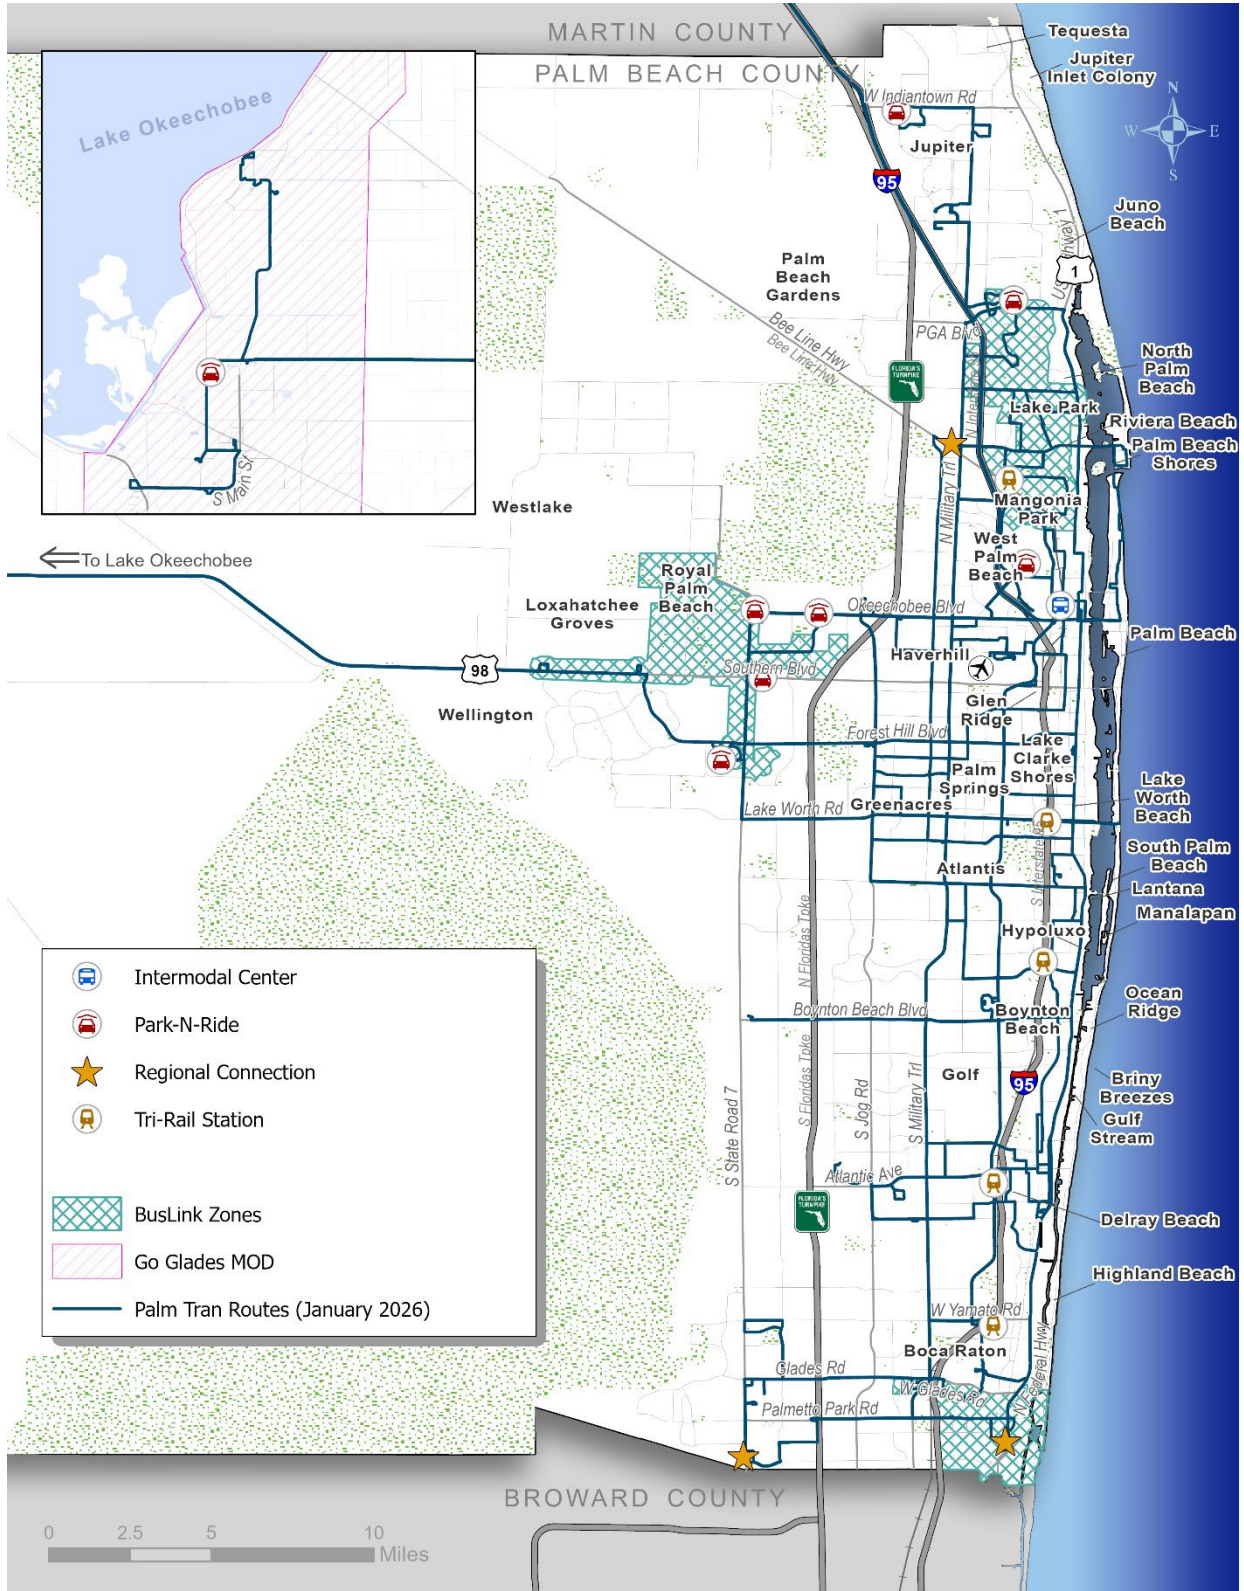 MARTIN COUNTY
PALM BEACH COUNTY
Tequesta
Jupiter
Inlet Colony
N
W E
S
W Indiantown Rd
Jupiter
95
Lake Okeechobee
Juno
Beach
US Highway 1
1
Palm
Beach
Gardens
Bee Line Hwy
Bee Line Hwy
PGA Blvd
FLORIDA'S
TURNPIKE
North
Palm
Beach
Lake Park
Riviera Beach
Palm Beach
Shores
N Military Trl
S Main St
Westlake
Mangonia
Park
West
Palm
Beach
To Lake Okeechobee
Royal
Palm
Beach
Loxahatchee
Groves
Okeechobee Blvd
Palm Beach
Haverhill
Southern Blvd
98
Glen
Ridge
Wellington
Forest Hill Blvd
Lake
Clarke
Shores
Palm
Springs
Lake
Worth
Beach
Greenacres
Lake Worth Rd
South Palm
Beach
Atlantis
Lantana
Manalapan
N Floridas Tpke
Hypoluxo
Ocean
Ridge
Boynton Beach Blvd
Boynton
Beach
S Floridas Tpke
S Jog Rd
S Military Trl
Golf
95
Briny
Breezes
Gulf
Stream
S State Road 7
Atlantic Ave
FLORIDA'S
TURNPIKE
Delray Beach
Highland Beach
W Yamato Rd
Boca Raton
Glades Rd
W Glades Rd
N Federal Hwy
Palmetto Park Rd
Intermodal Center
Park-N-Ride
Regional Connection
Tri-Rail Station
BusLink Zones
Go Glades MOD
Palm Tran Routes (January 2026)
BROWARD COUNTY
0 2.5 5 10
Miles